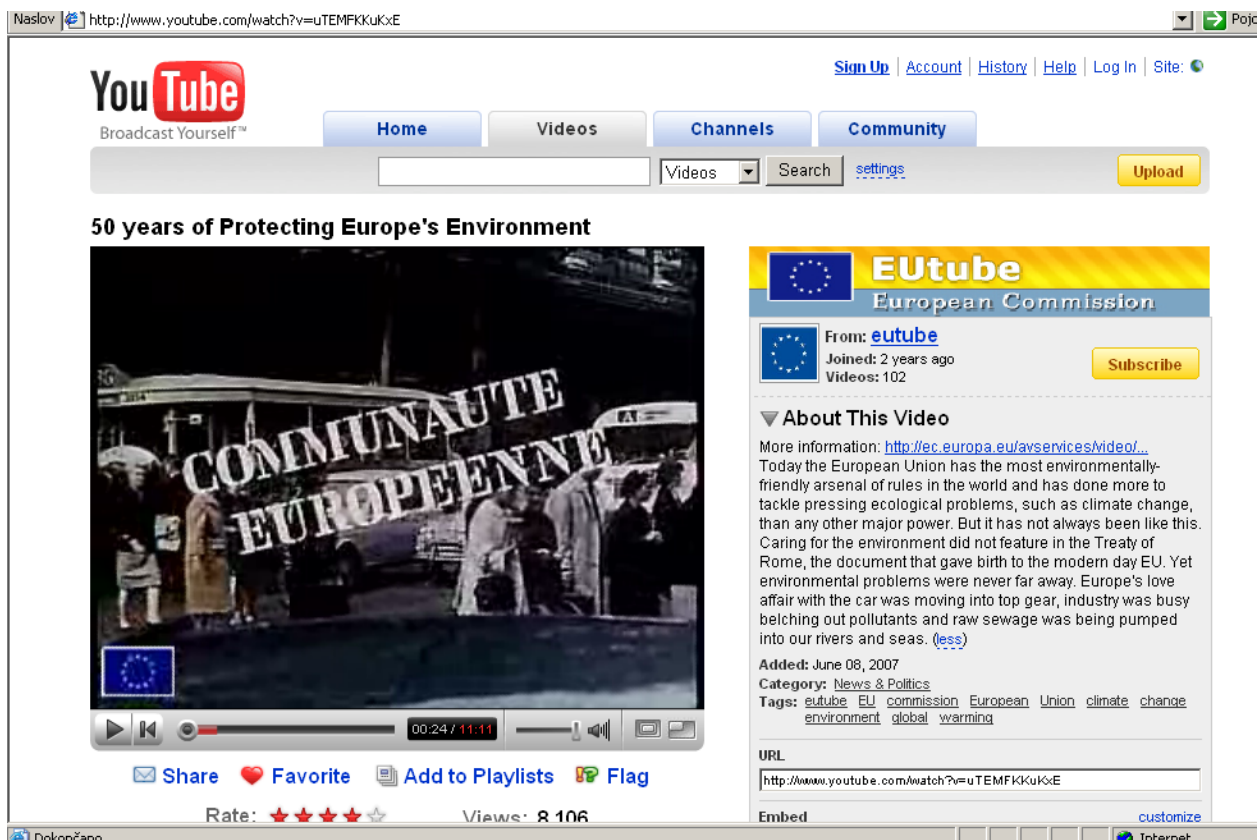 Naslov http://www.youtube.com/watch?v=uTEMFKKuKxE Pojd
Sign Up | Account | History | Help | Log In | Site:
YouTube
Broadcast Yourself™
Home Videos Channels Community
Videos Search settings Upload
50 years of Protecting Europe's Environment
COMMUNAUTE
EUROPEENNE
00:24 / 11:11
Share Favorite Add to Playlists Flag
Rate: Views: 8,106
EUtube
European Commission
From: eutube
Joined: 2 years ago
Videos: 102
Subscribe
About This Video
More information: http://ec.europa.eu/avservices/video/...
Today the European Union has the most environmentally-
friendly arsenal of rules in the world and has done more to
tackle pressing ecological problems, such as climate change,
than any other major power. But it has not always been like this.
Caring for the environment did not feature in the Treaty of
Rome, the document that gave birth to the modern day EU. Yet
environmental problems were never far away. Europe's love
affair with the car was moving into top gear, industry was busy
belching out pollutants and raw sewage was being pumped
into our rivers and seas. (less)
Added: June 08, 2007
Category: News & Politics
Tags: eutube EU commission European Union climate change
environment global warming
URL
http://www.youtube.com/watch?v=uTEMFKKuKxE
Embed customize
Dokončano Internet